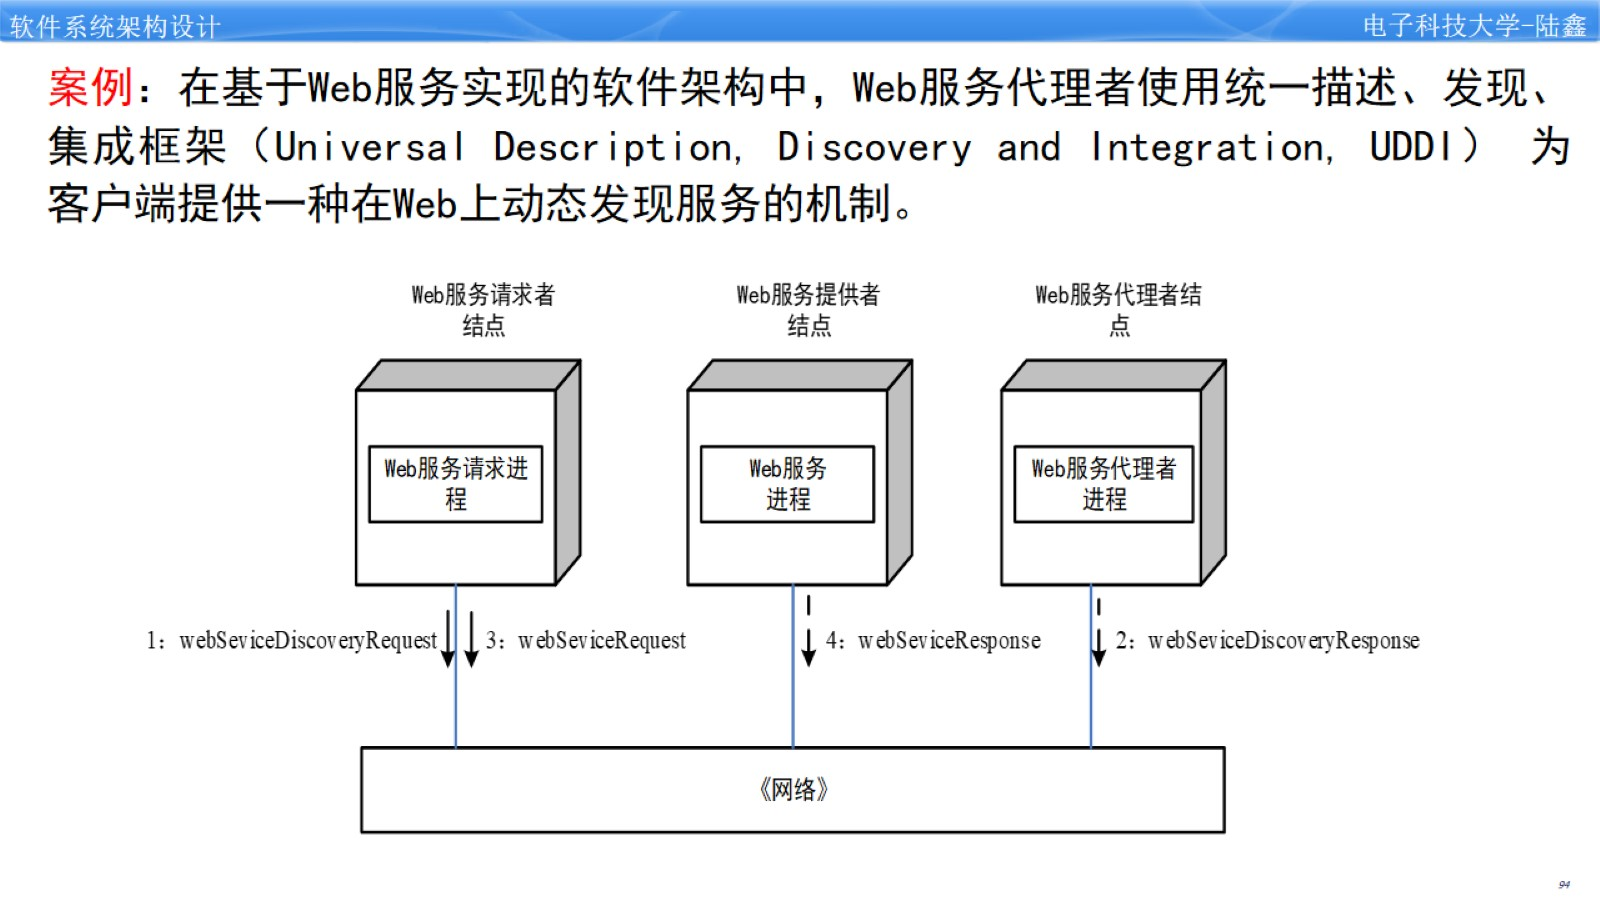 软件系统架构设计
电子科技大学-陆鑫
案例：在基于Web服务实现的软件架构中，Web服务代理者使用统一描述、发现、
集成框架（Universal Description, Discovery and Integration, UDDI） 为
客户端提供一种在Web上动态发现服务的机制。
Web服务请求者
结点
Web服务提供者
结点
Web服务代理者结
点
Web服务请求进
程
Web服务
进程
Web服务代理者
进程
1：webSeviceDiscoveryRequest
3：webSeviceRequest
4：webSeviceResponse
2：webSeviceDiscoveryResponse
《网络》
94